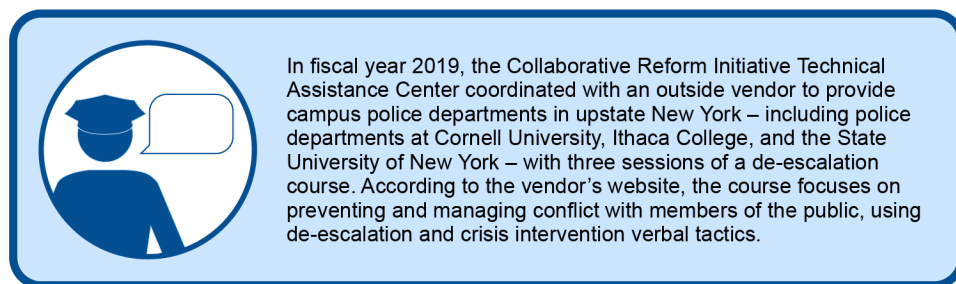 In fiscal year 2019, the Collaborative Reform Initiative Technical
Assistance Center coordinated with an outside vendor to provide
campus police departments in upstate New York – including police
departments at Cornell University, Ithaca College, and the State
University of New York – with three sessions of a de-escalation
course. According to the vendor’s website, the course focuses on
preventing and managing conflict with members of the public, using
de-escalation and crisis intervention verbal tactics.